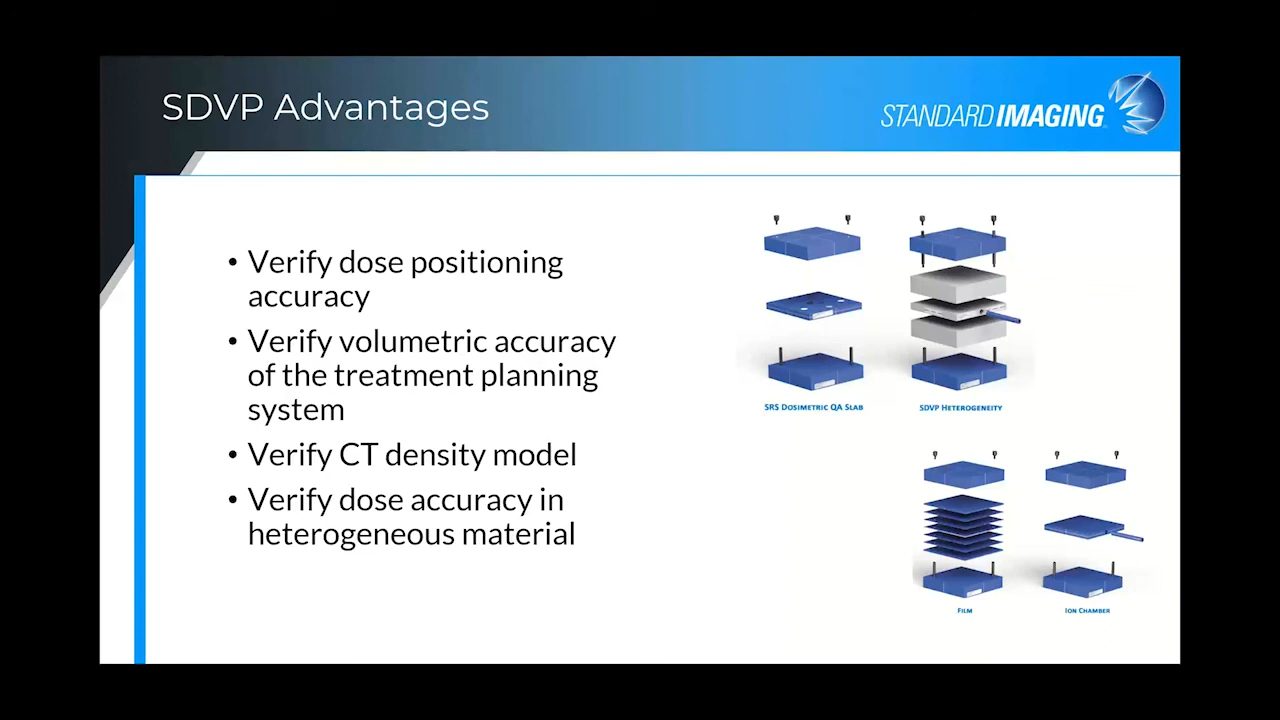 SDVP Advantages
STANDARD IMAGING
• Verify dose positioning
accuracy
• Verify volumetric accuracy
of the treatment planning
system
• Verify CT density model
• Verify dose accuracy in
heterogeneous material
SRS DOSIMETRIC QA SLAB
SDVP HETEROGENEITY
FILM
ION CHAMBER